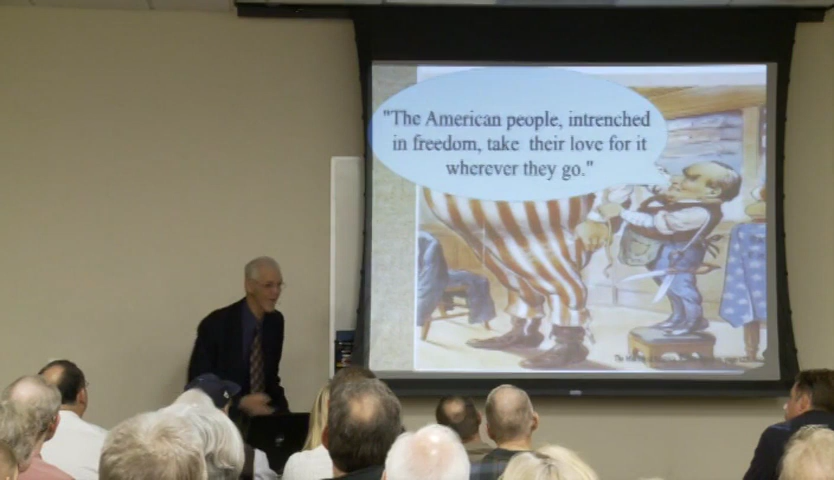 "The American people, intrenched
in freedom, take their love for it
wherever they go."